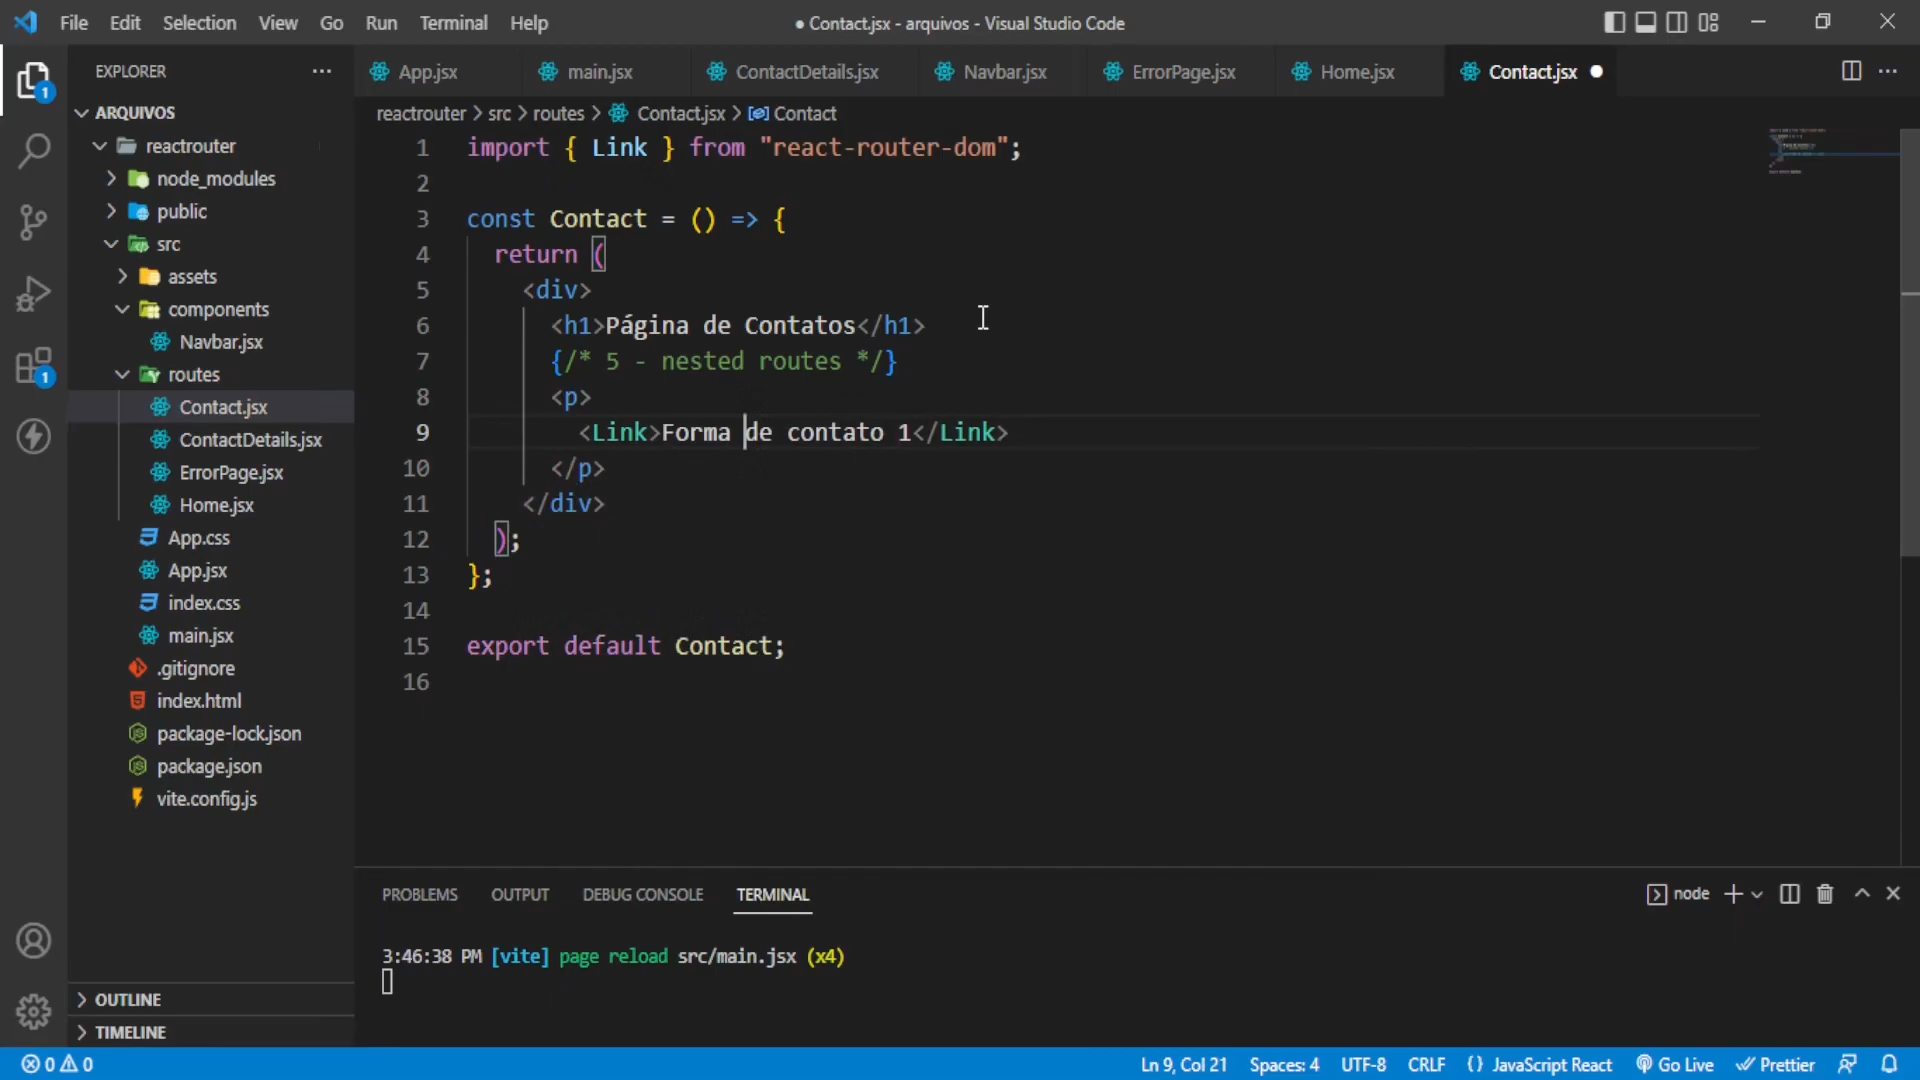 File Edit Selection View Go Run Terminal Help
● Contact.jsx - arquivos - Visual Studio Code
EXPLORER
App.jsx main.jsx ContactDetails.jsx Navbar.jsx ErrorPage.jsx Home.jsx Contact.jsx
ARQUIVOS
reactrouter
node_modules
public
src
assets
components
Navbar.jsx
routes
Contact.jsx
ContactDetails.jsx
ErrorPage.jsx
Home.jsx
App.css
App.jsx
index.css
main.jsx
.gitignore
index.html
package-lock.json
package.json
vite.config.js
OUTLINE
TIMELINE
1
1
reactrouter > src > routes > Contact.jsx > Contact
1 import { Link } from "react-router-dom";
2
3 const Contact = () => {
4 return (
5 <div>
6 <h1>Página de Contatos</h1>
7 {/* 5 - nested routes */}
8 <p>
9 <Link>Forma de contato 1</Link>
10 </p>
11 </div>
12 );
13 };
14
15 export default Contact;
16
PROBLEMS OUTPUT DEBUG CONSOLE TERMINAL
node
3:46:38 PM [vite] page reload src/main.jsx (x4)
0 0 Ln 9, Col 21 Spaces: 4 UTF-8 CRLF {} JavaScript React Go Live Prettier